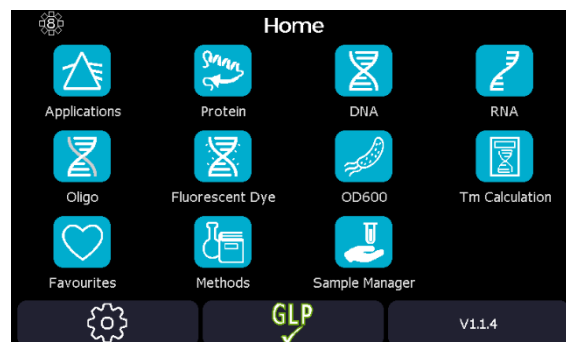 8
Home
Applications
Protein
DNA
RNA
Oligo
Fluorescent Dye
OD600
Tm Calculation
Favourites
Methods
Sample Manager
GLP
V1.1.4